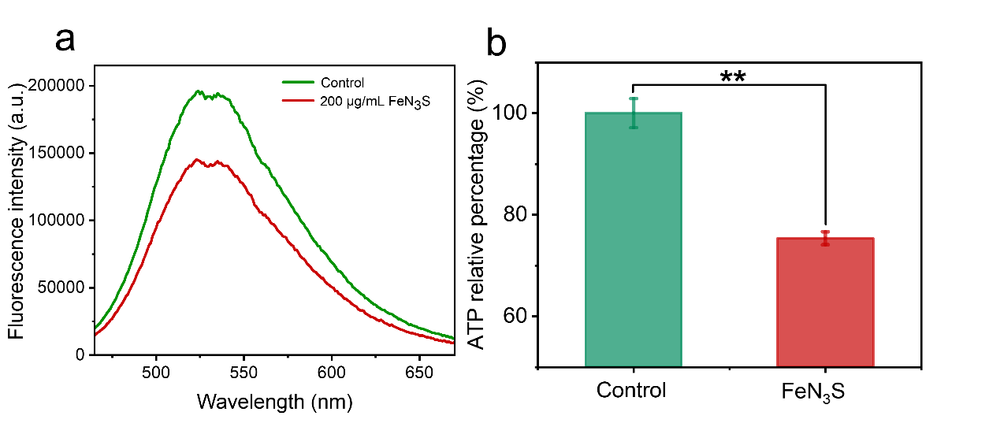 a
Fluorescence intensity (a.u.)
200000
150000
100000
50000
0
500 550 600 650
Wavelength (nm)
Control
200 μg/mL FeN₃S
b
ATP relative percentage (%)
100
80
60
**
Control FeN₃S